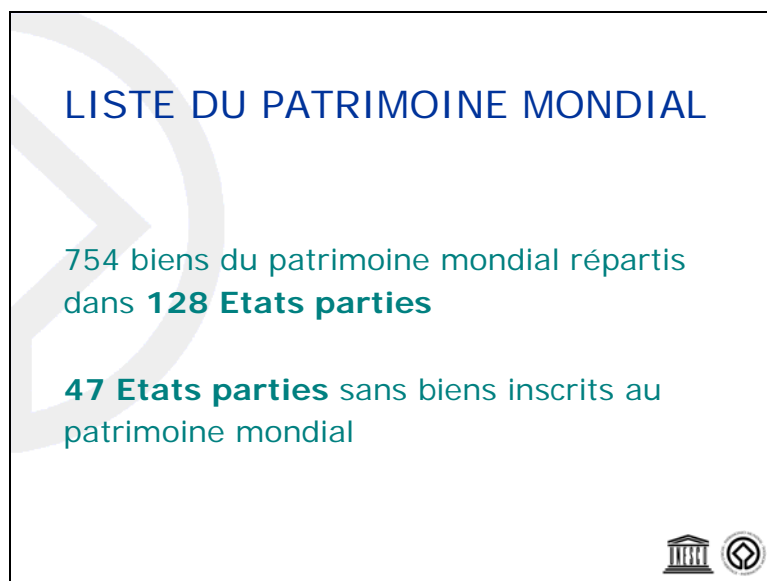 LISTE DU PATRIMOINE MONDIAL
754 biens du patrimoine mondial répartis
dans 128 Etats parties
47 Etats parties sans biens inscrits au
patrimoine mondial
UNESCO